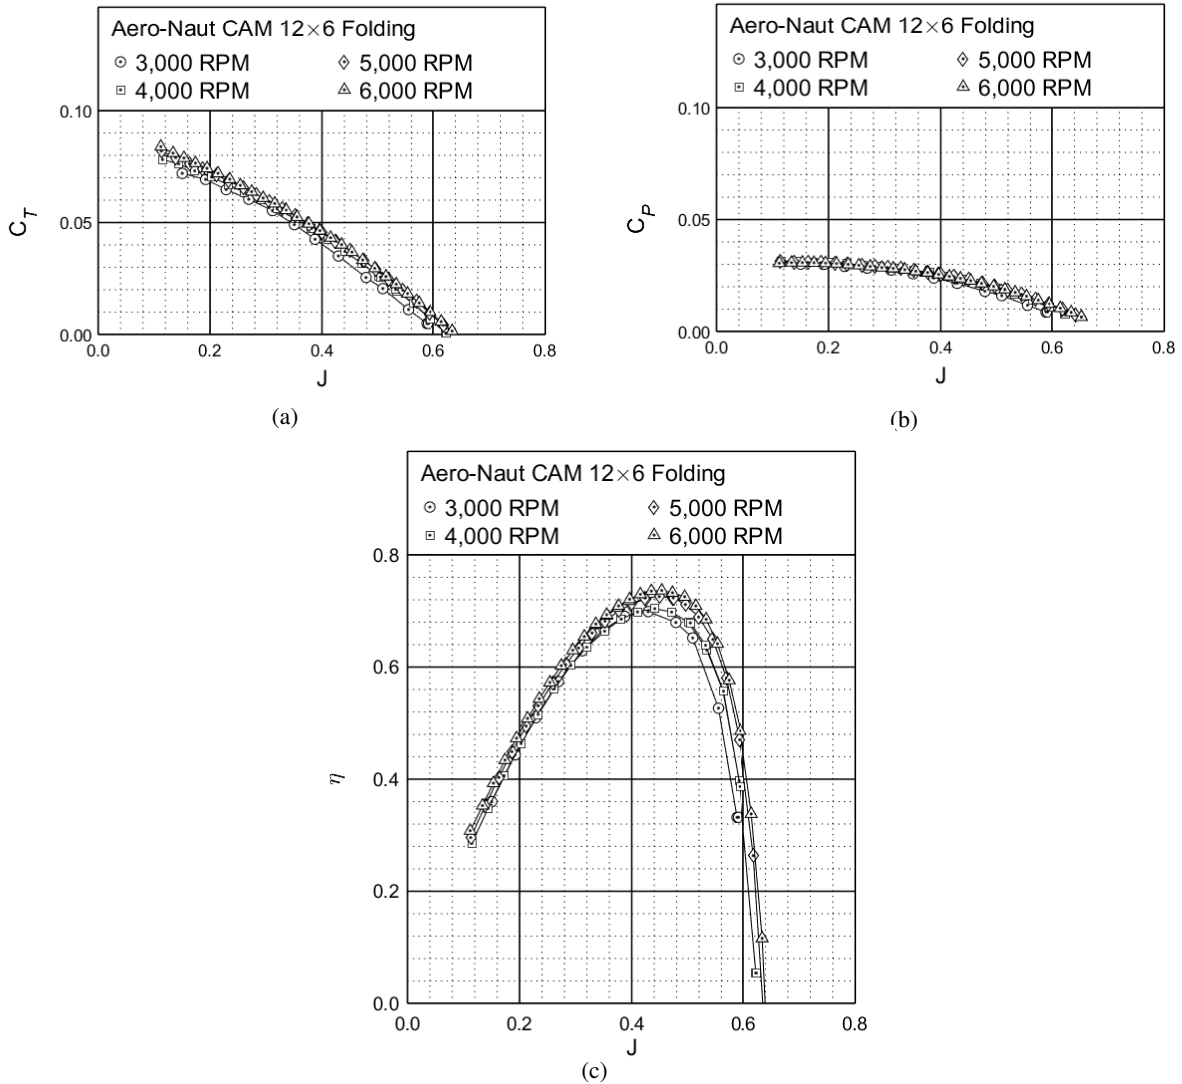 Aero-Naut CAM 12×6 Folding
3,000 RPM 5,000 RPM
4,000 RPM 6,000 RPM
0.10
0.05
0.00
C_T
0.0 0.2 0.4 0.6 0.8
J
(a)
Aero-Naut CAM 12×6 Folding
3,000 RPM 5,000 RPM
4,000 RPM 6,000 RPM
0.10
0.05
0.00
C_P
0.0 0.2 0.4 0.6 0.8
J
(b)
Aero-Naut CAM 12×6 Folding
3,000 RPM 5,000 RPM
4,000 RPM 6,000 RPM
0.8
0.6
0.4
η
0.2
0.0
0.0 0.2 0.4 0.6 0.8
J
(c)